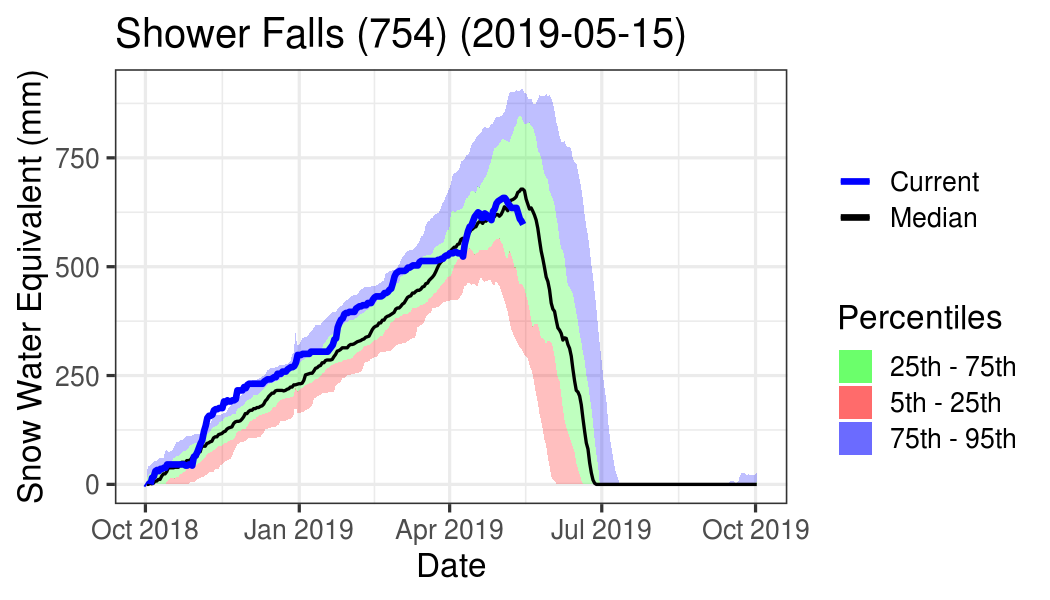 Shower Falls (754) (2019-05-15)
Snow Water Equivalent (mm)
750
500
250
0
Oct 2018
Jan 2019
Apr 2019
Jul 2019
Oct 2019
Date
Current
Median
Percentiles
25th - 75th
5th - 25th
75th - 95th